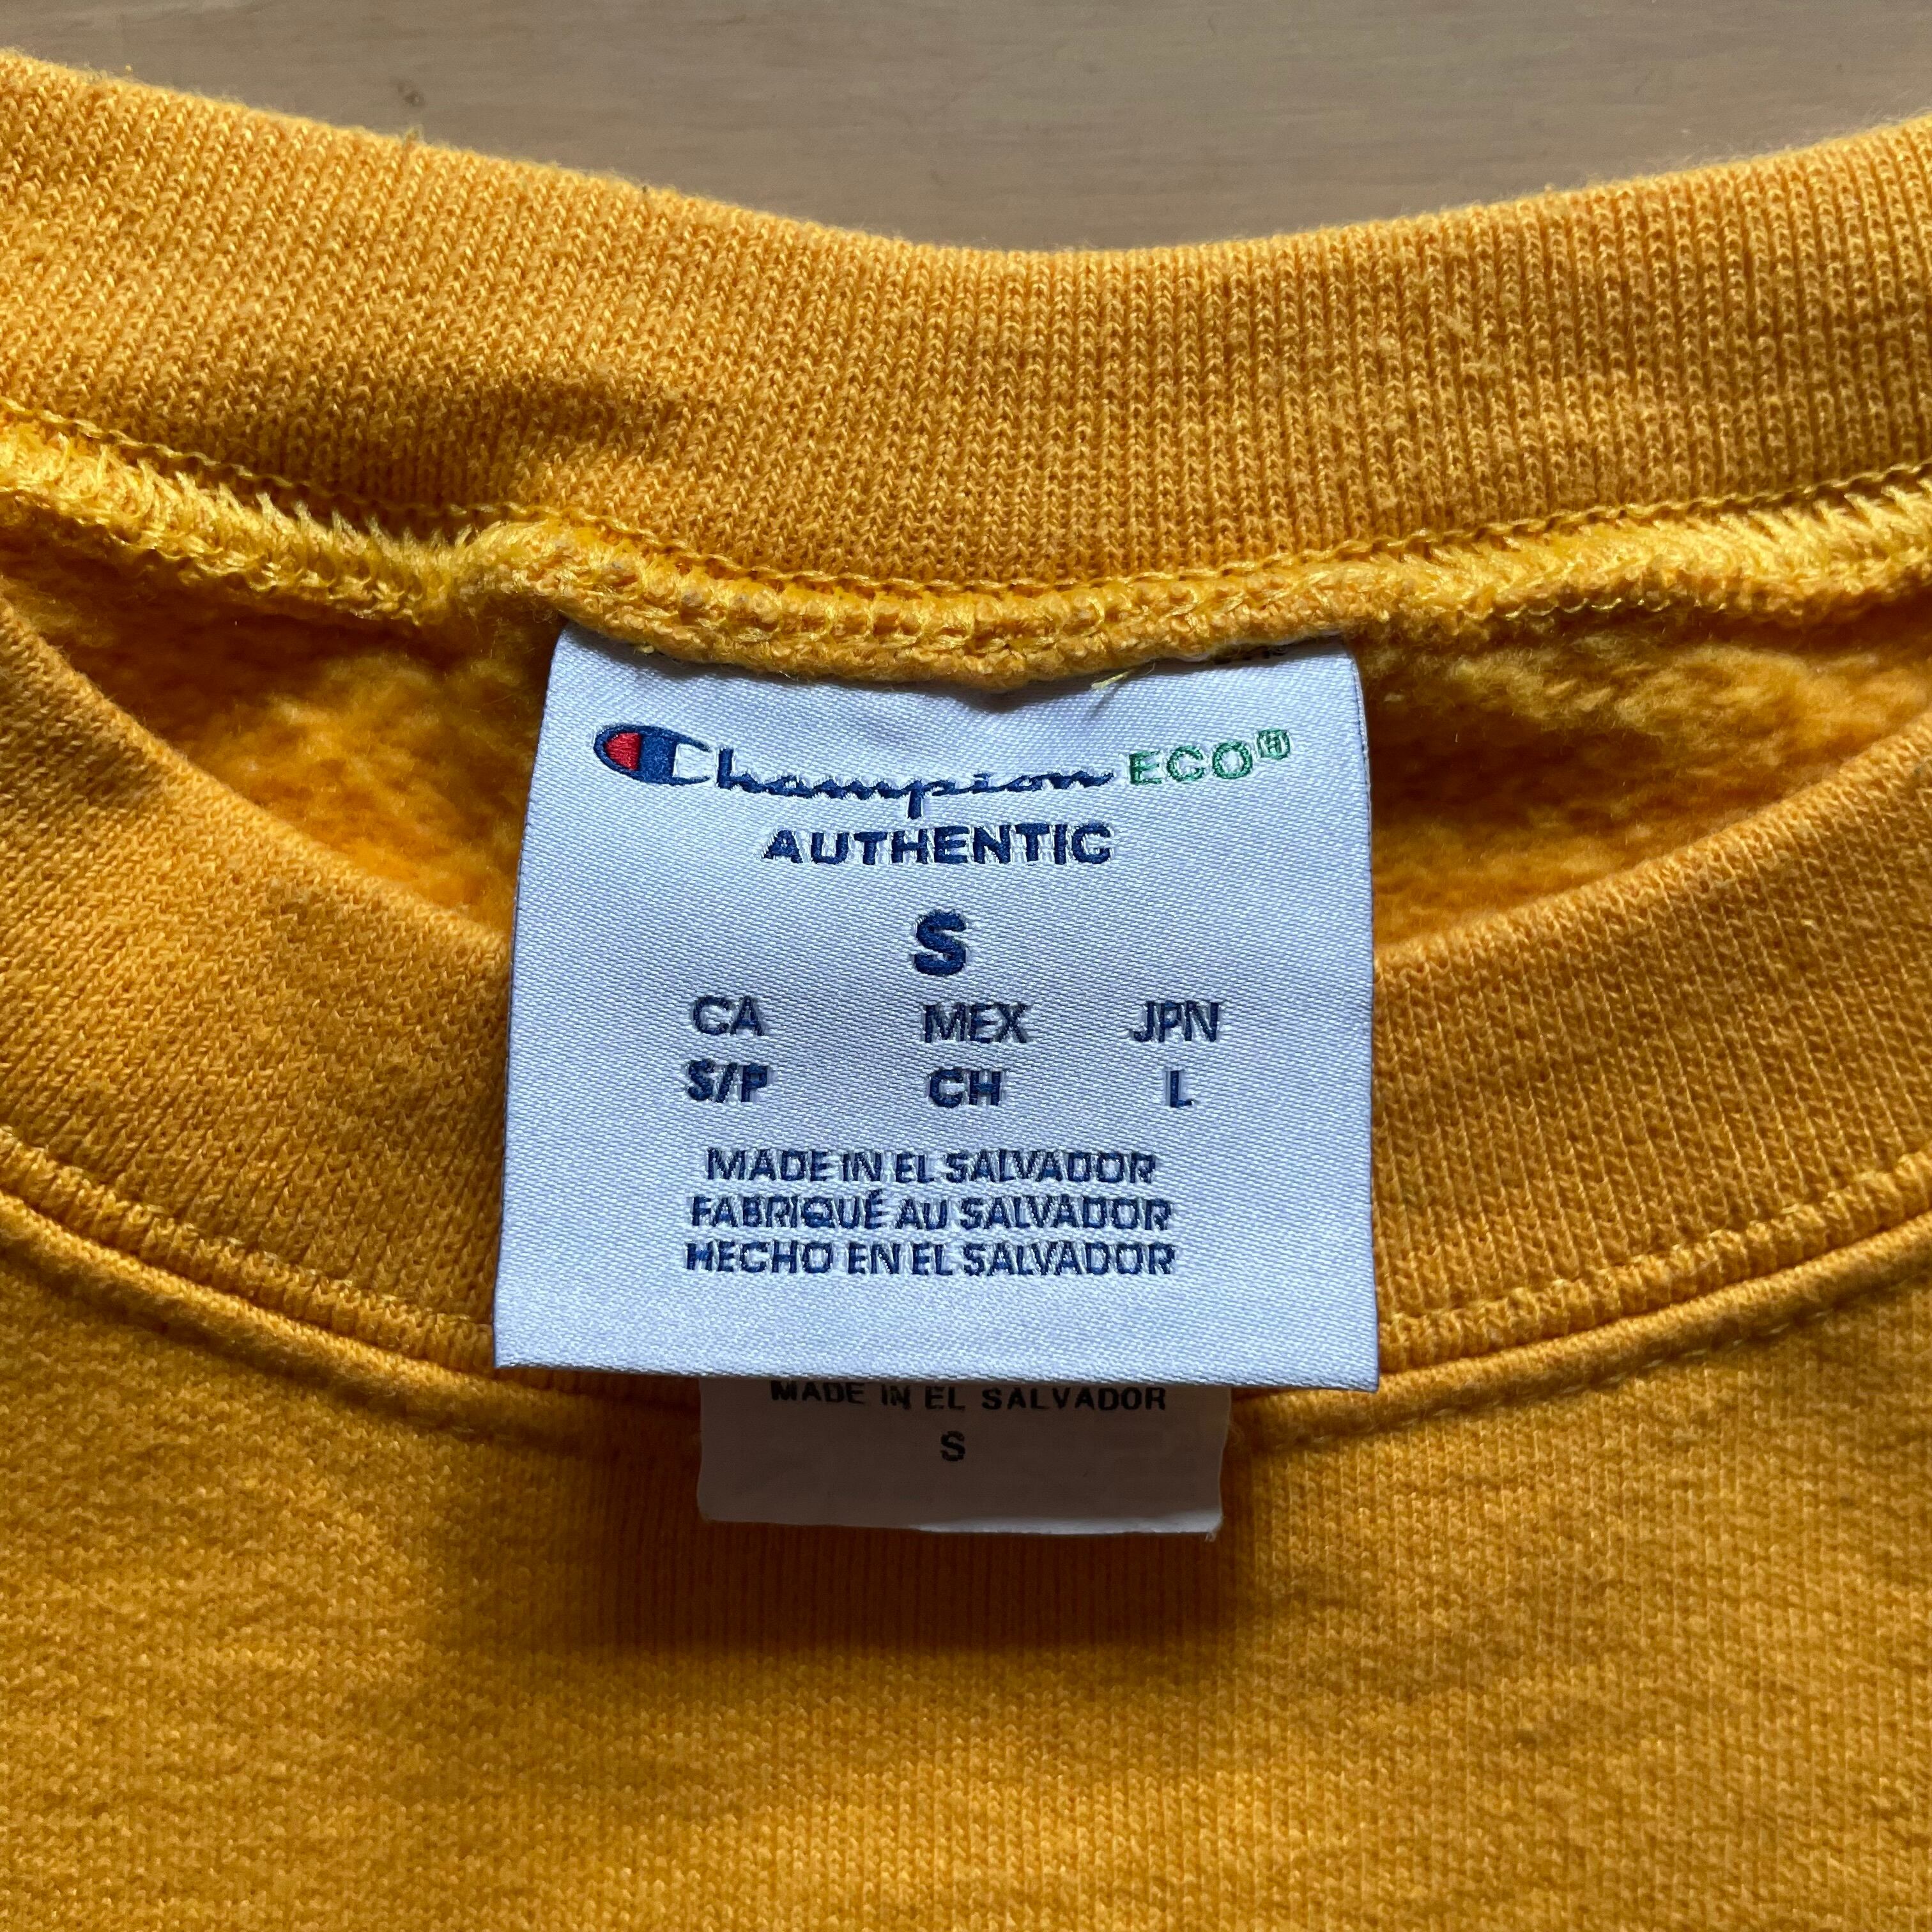 Champion ECO®
AUTHENTIC
S
CA MEX JPN
S/P CH L
MADE IN EL SALVADOR
FABRIQUÉ AU SALVADOR
HECHO EN EL SALVADOR
MADE IN EL SALVADOR
S